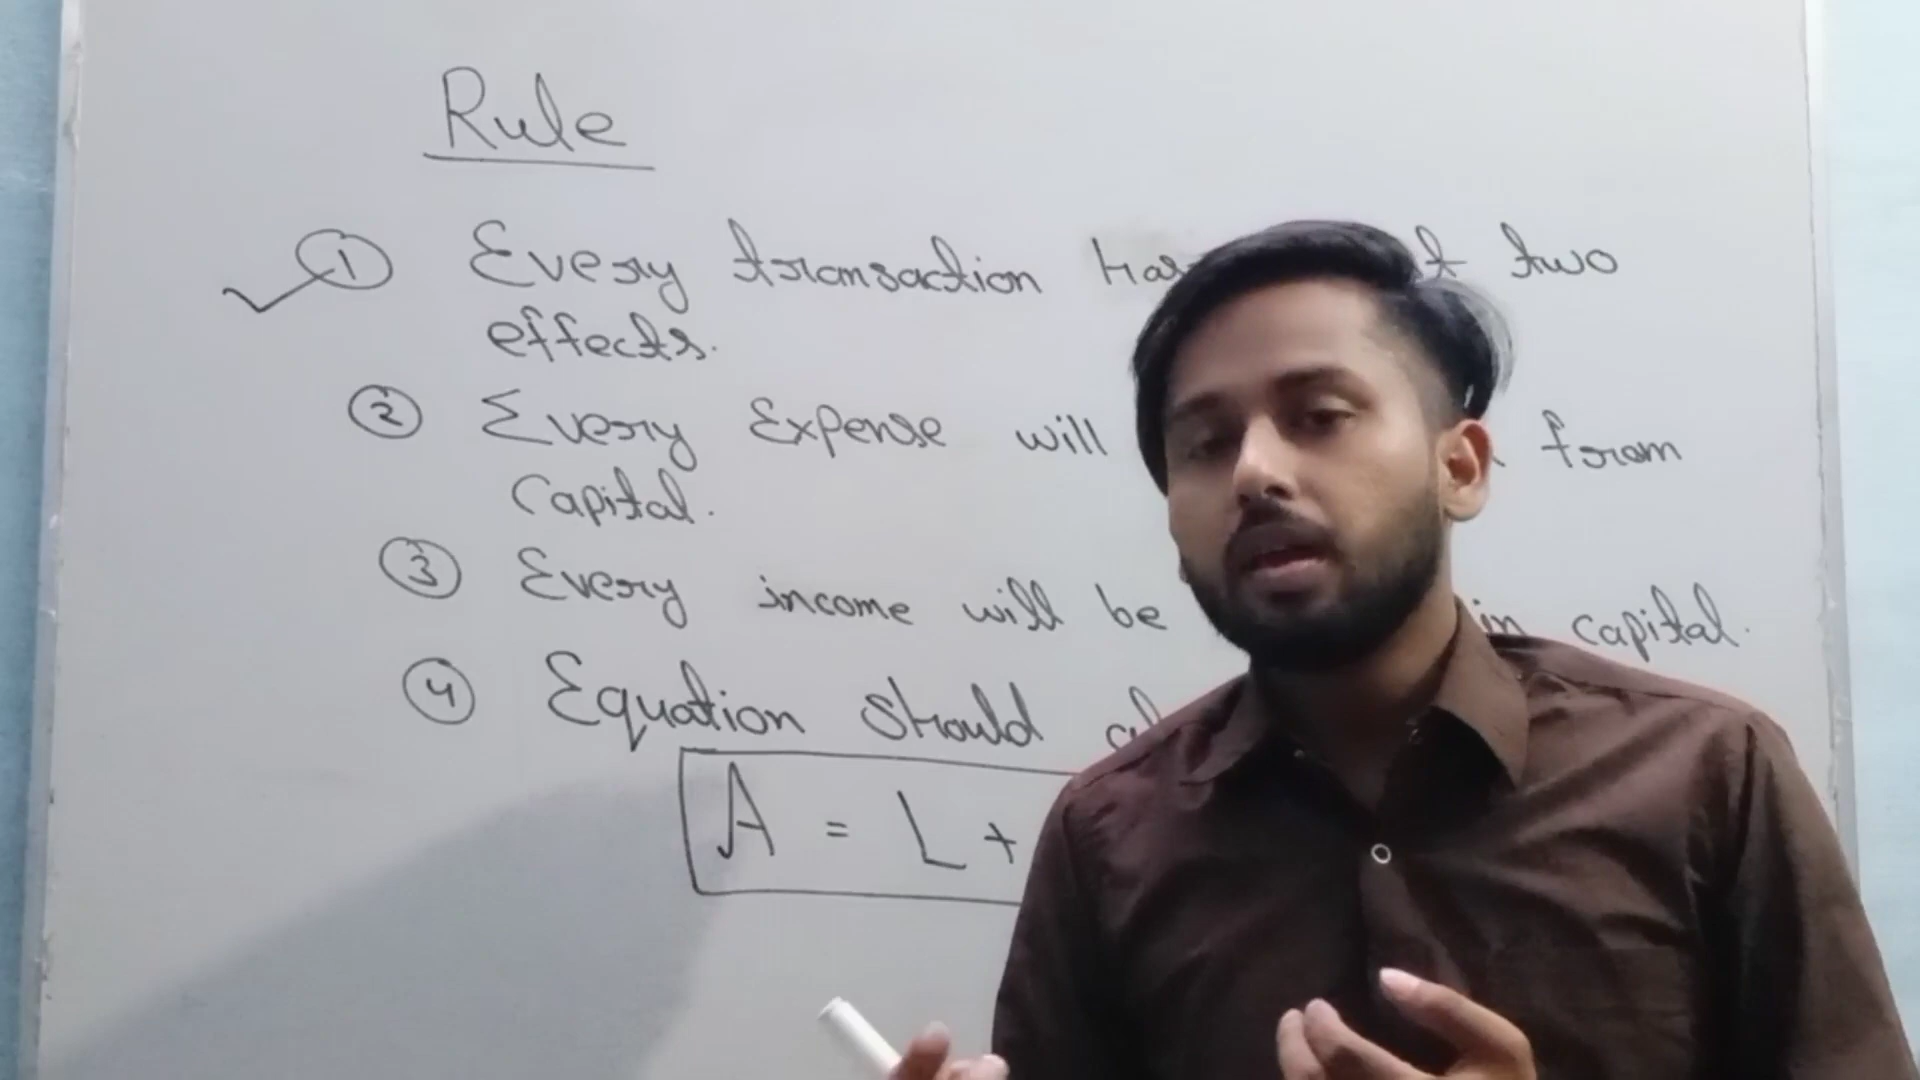 Rule
1 Every transaction two
effects.
2 Every Expense will from
Capital.
3 Every income will be in capital.
4 Equation should
A = L +